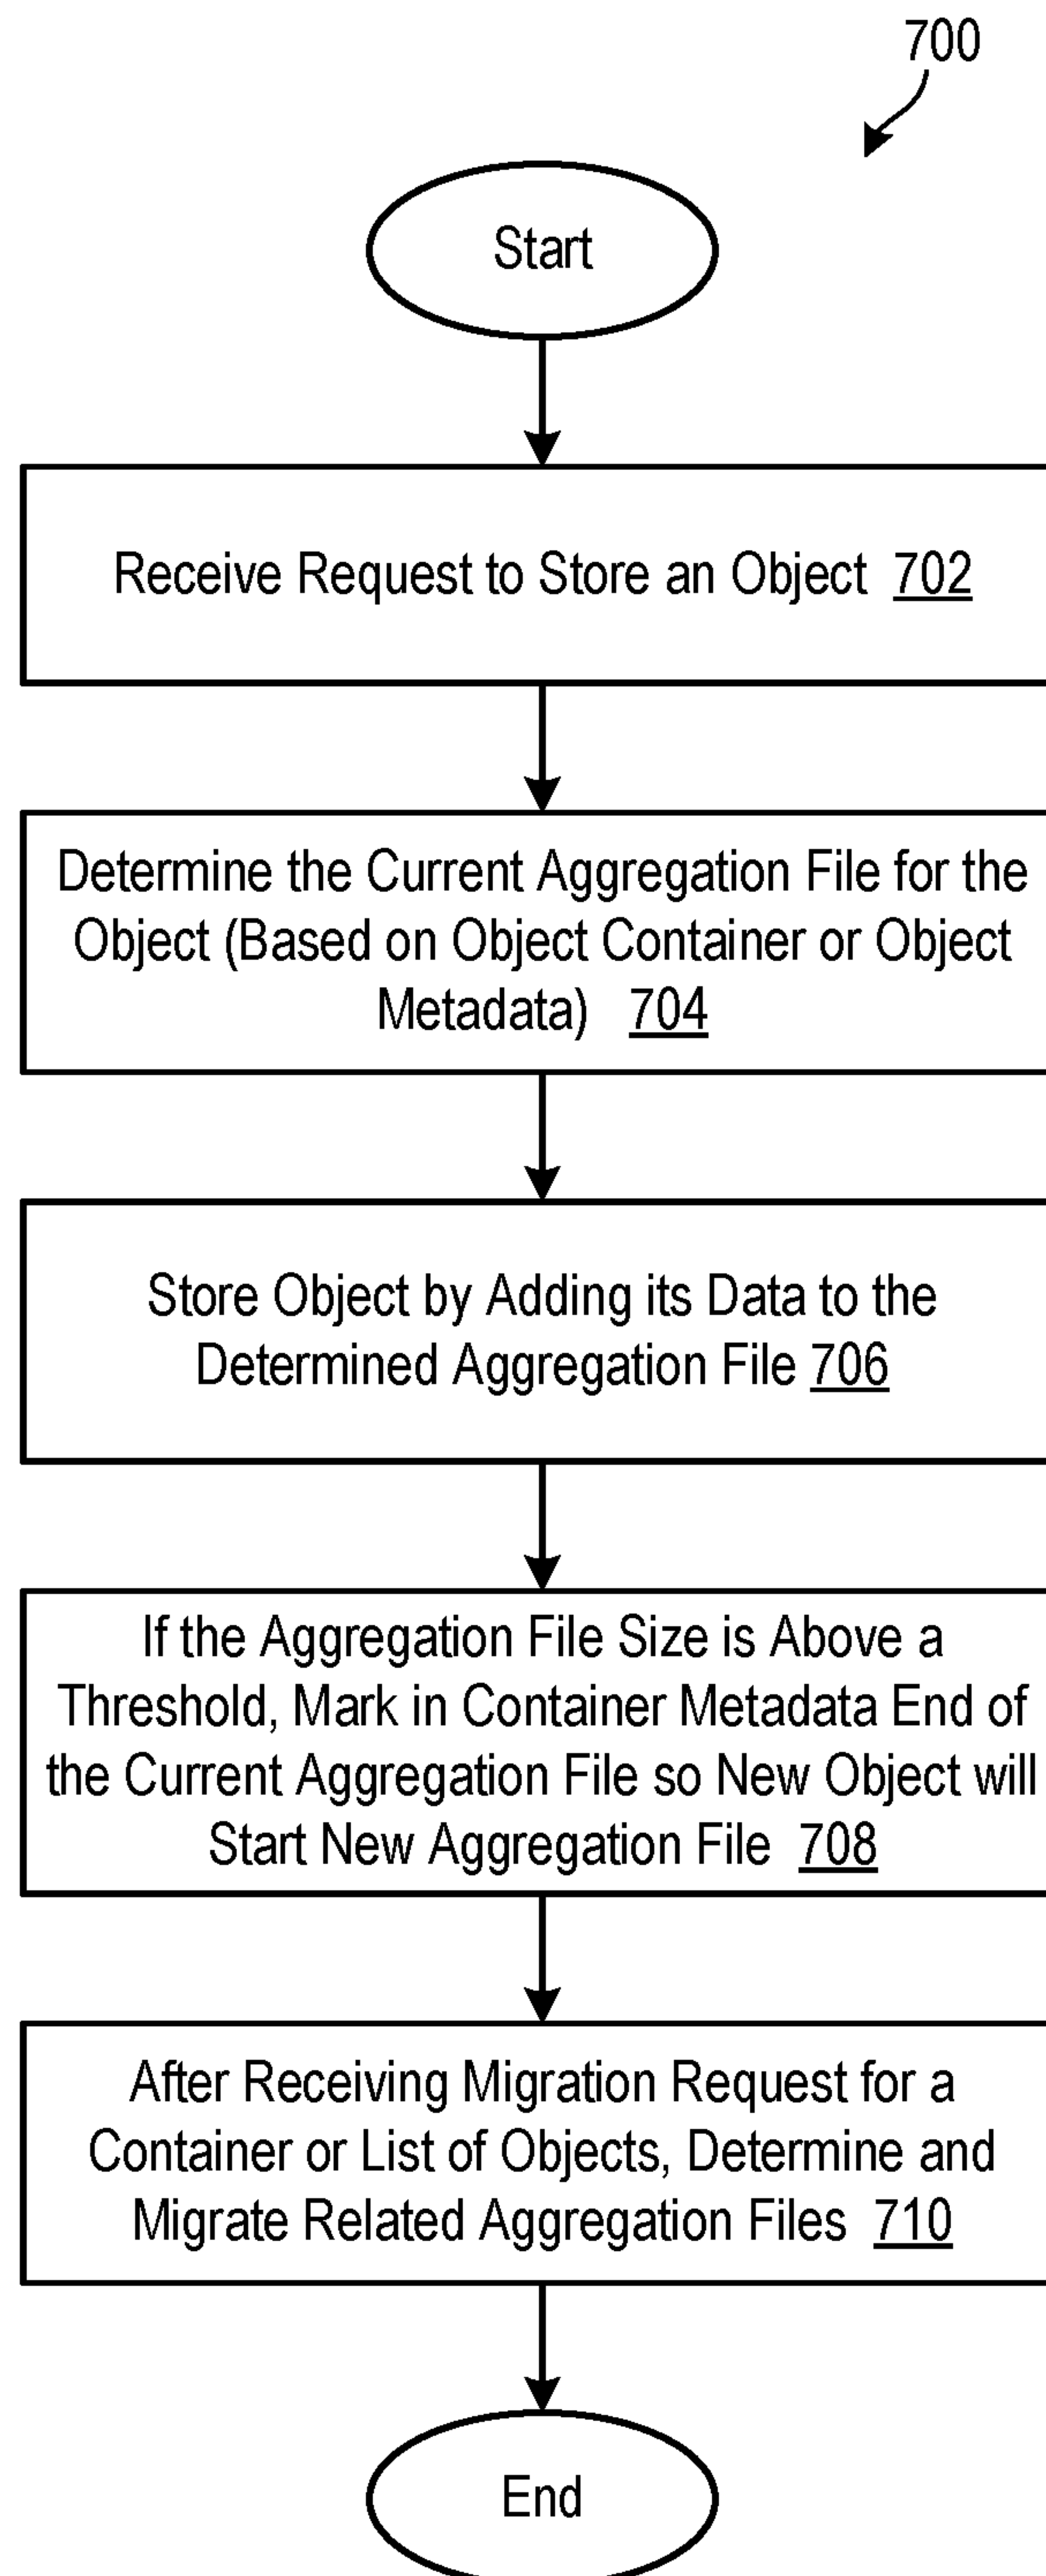 700
Start
Receive Request to Store an Object 702
Determine the Current Aggregation File for the
Object (Based on Object Container or Object
Metadata) 704
Store Object by Adding its Data to the
Determined Aggregation File 706
If the Aggregation File Size is Above a
Threshold, Mark in Container Metadata End of
the Current Aggregation File so New Object will
Start New Aggregation File 708
After Receiving Migration Request for a
Container or List of Objects, Determine and
Migrate Related Aggregation Files 710
End